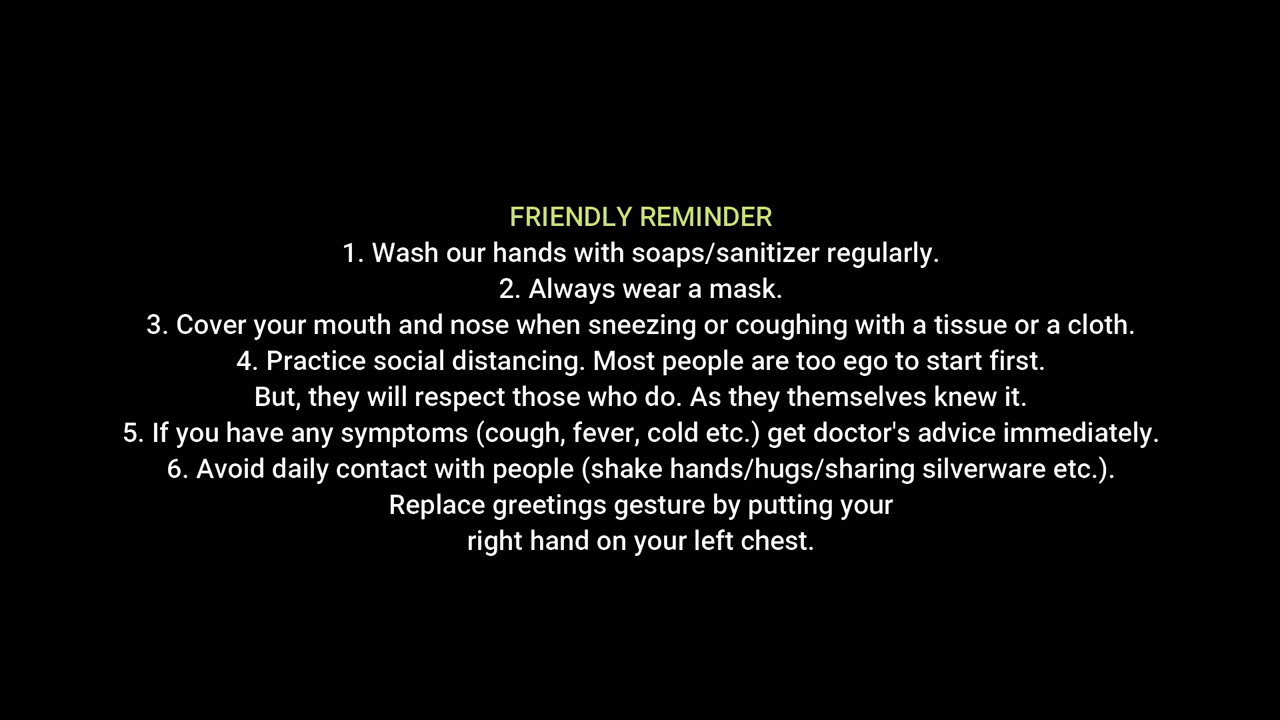 FRIENDLY REMINDER
1. Wash our hands with soaps/sanitizer regularly.
2. Always wear a mask.
3. Cover your mouth and nose when sneezing or coughing with a tissue or a cloth.
4. Practice social distancing. Most people are too ego to start first.
But, they will respect those who do. As they themselves knew it.
5. If you have any symptoms (cough, fever, cold etc.) get doctor's advice immediately.
6. Avoid daily contact with people (shake hands/hugs/sharing silverware etc.).
Replace greetings gesture by putting your
right hand on your left chest.